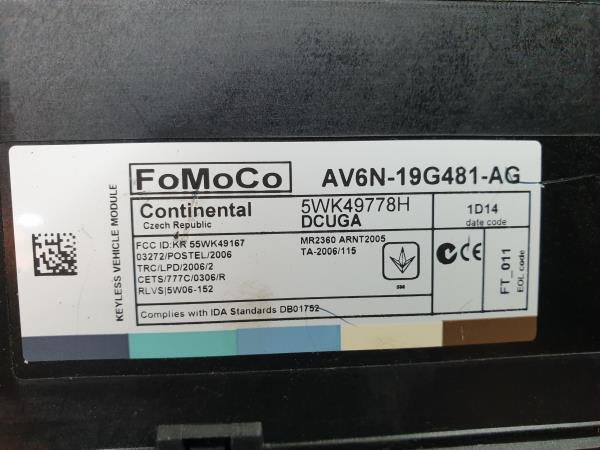 FoMoCo
AV6N-19G481-AG
KEYLESS VEHICLE MODULE
Continental
Czech Republic
5WK49778H
DCUGA
1D14
date code
FCC ID:KR 55WK49167
03272/POSTEL/2006
TRC/LPD/2006/2
CETS/777C/0306/R
RLVS|5W06-152
MR2360 ARNT2005
TA-2006/115
SM
CE
FT_011
EOL code
Complies with IDA Standards DB01752